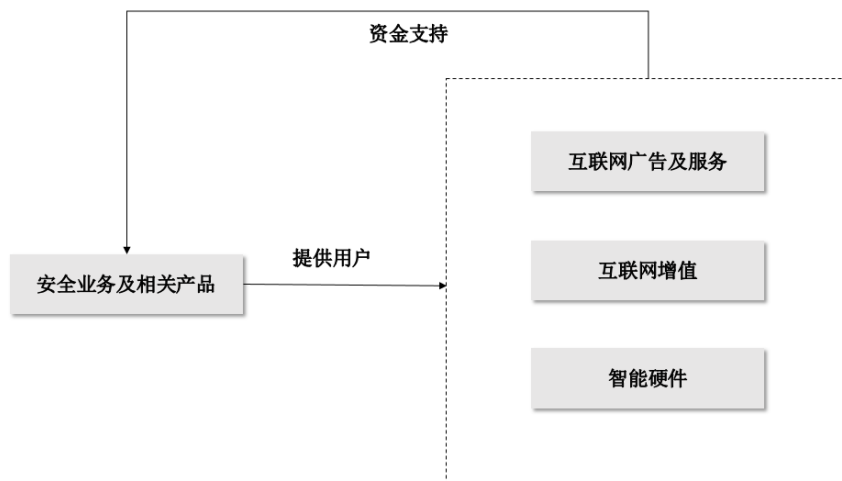 资金支持
互联网广告及服务
提供用户
安全业务及相关产品
互联网增值
智能硬件